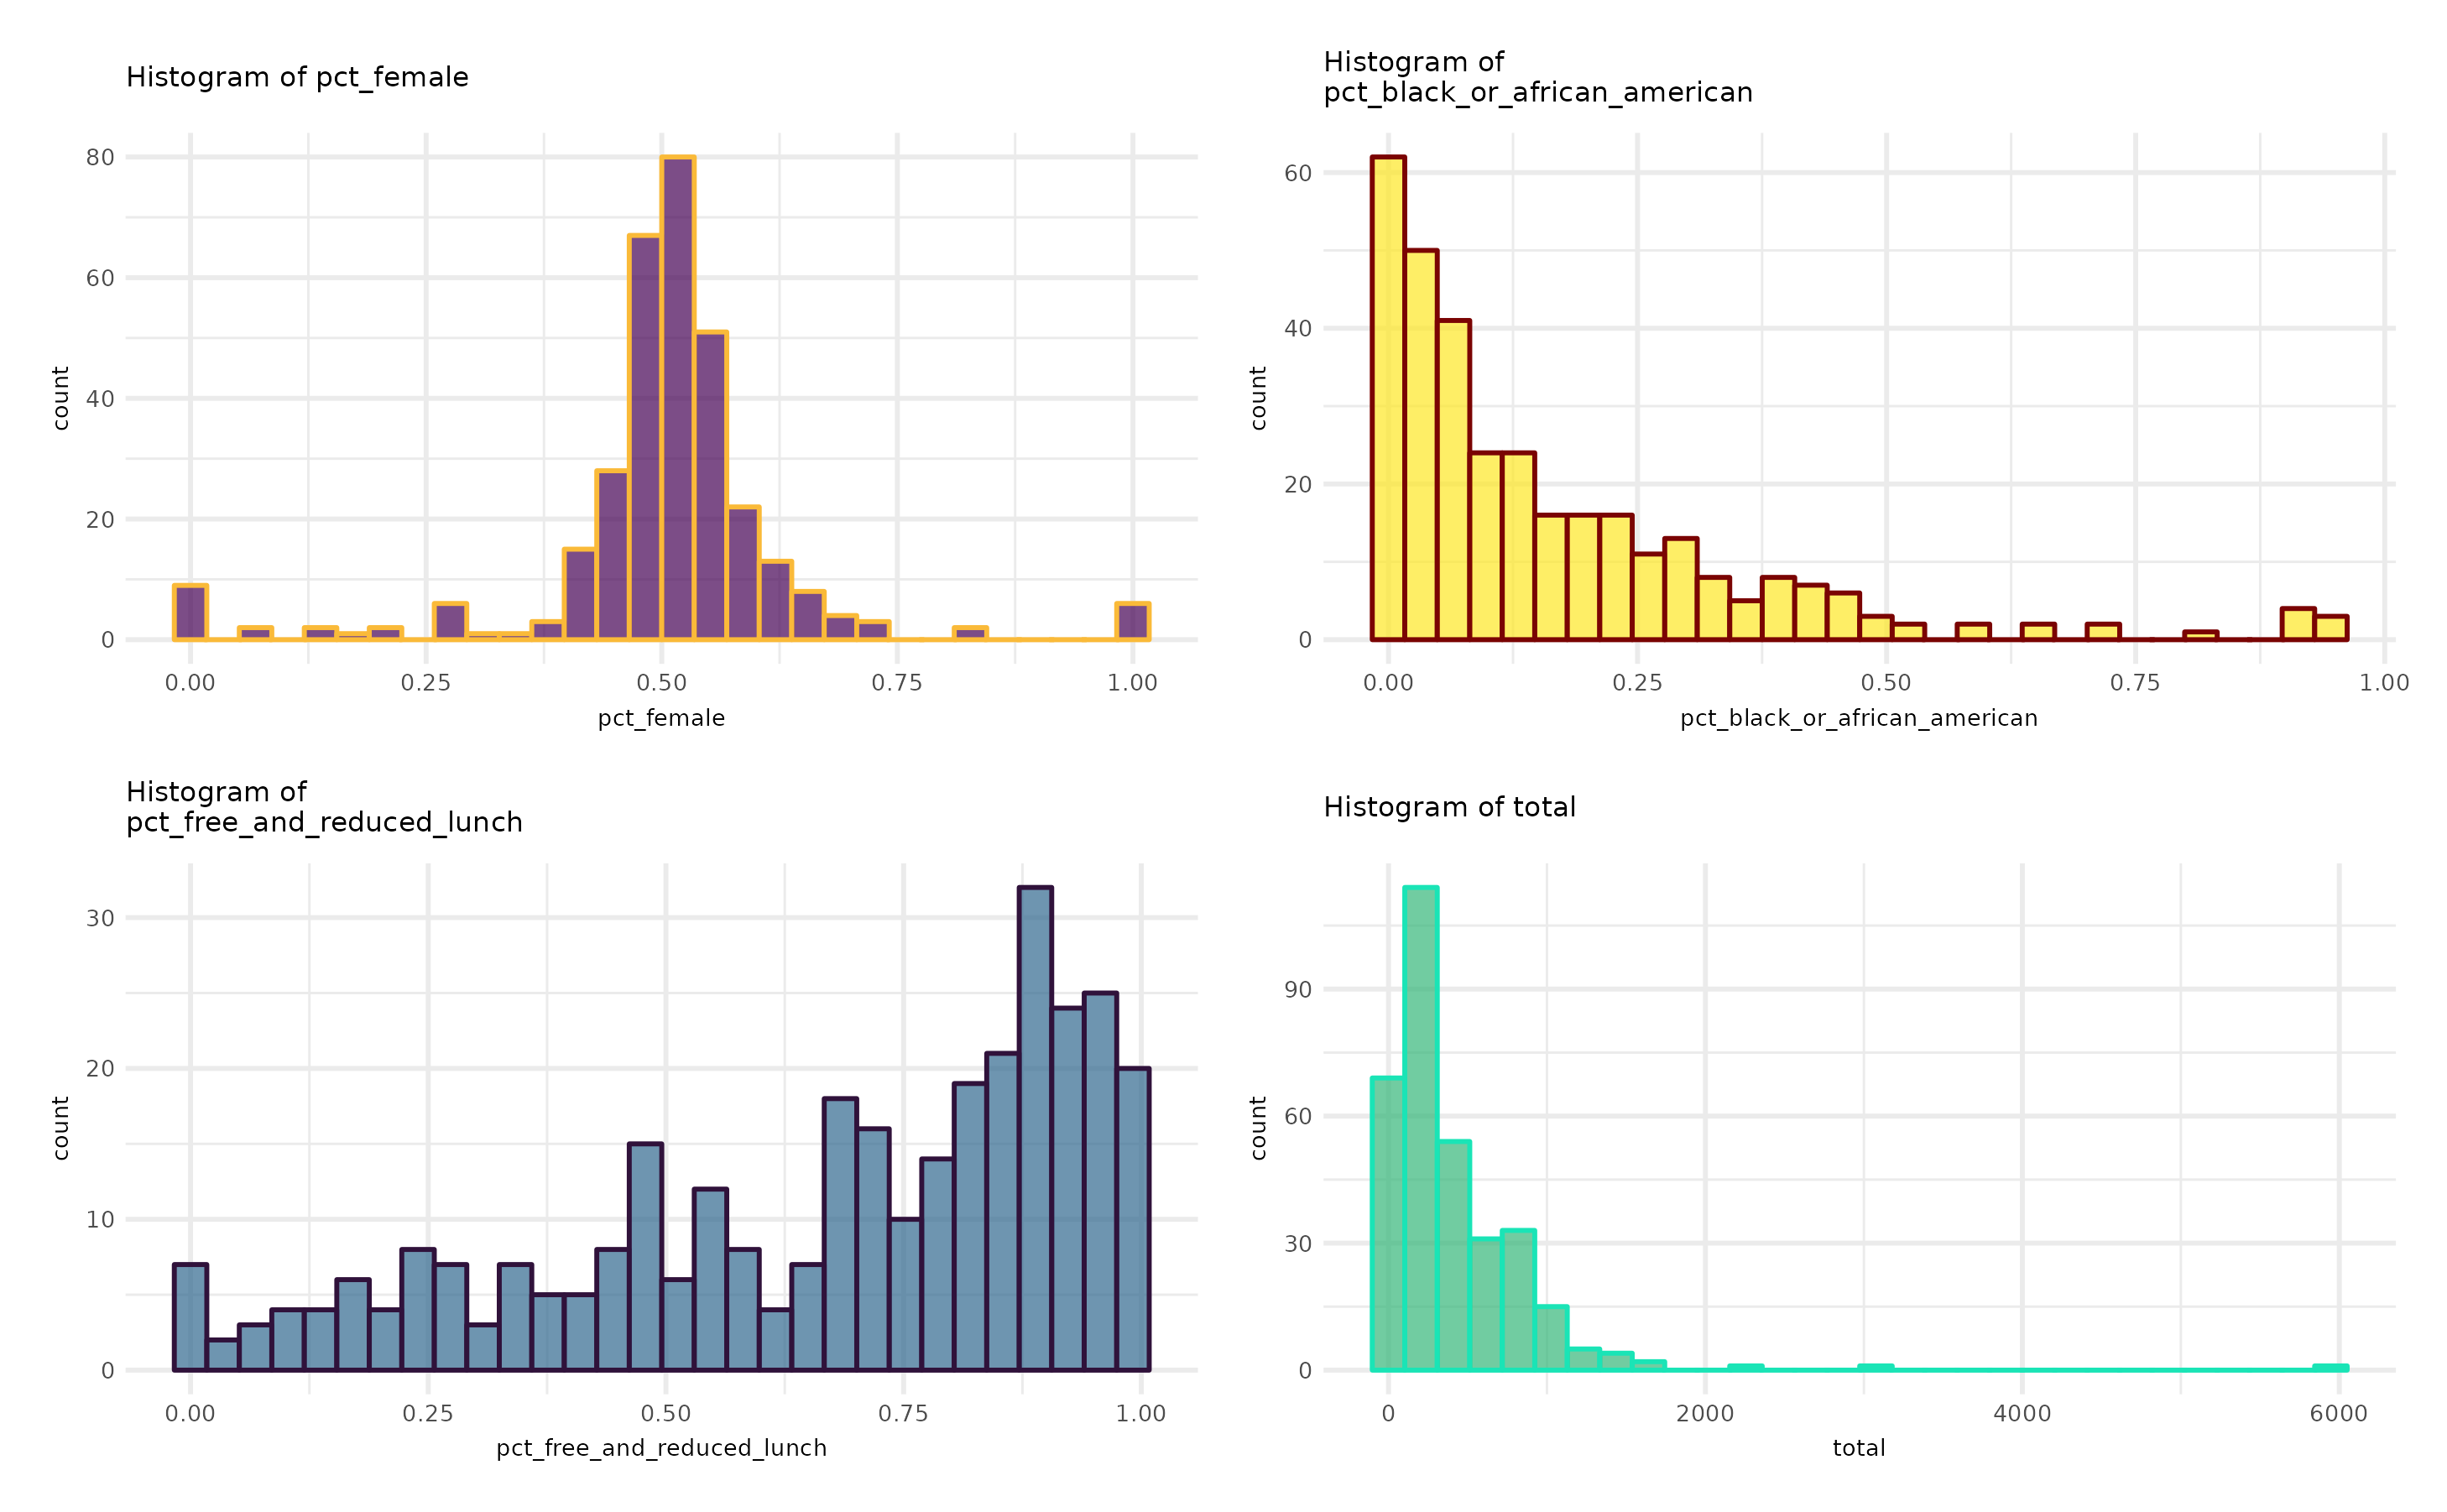 Histogram of pct_female
80
60
40
20
0
count
0.00 0.25 0.50 0.75 1.00
pct_female
Histogram of
pct_black_or_african_american
60
40
20
0
count
0.00 0.25 0.50 0.75 1.00
pct_black_or_african_american
Histogram of
pct_free_and_reduced_lunch
30
20
10
0
count
0.00 0.25 0.50 0.75 1.00
pct_free_and_reduced_lunch
Histogram of total
90
60
30
0
count
0 2000 4000 6000
total